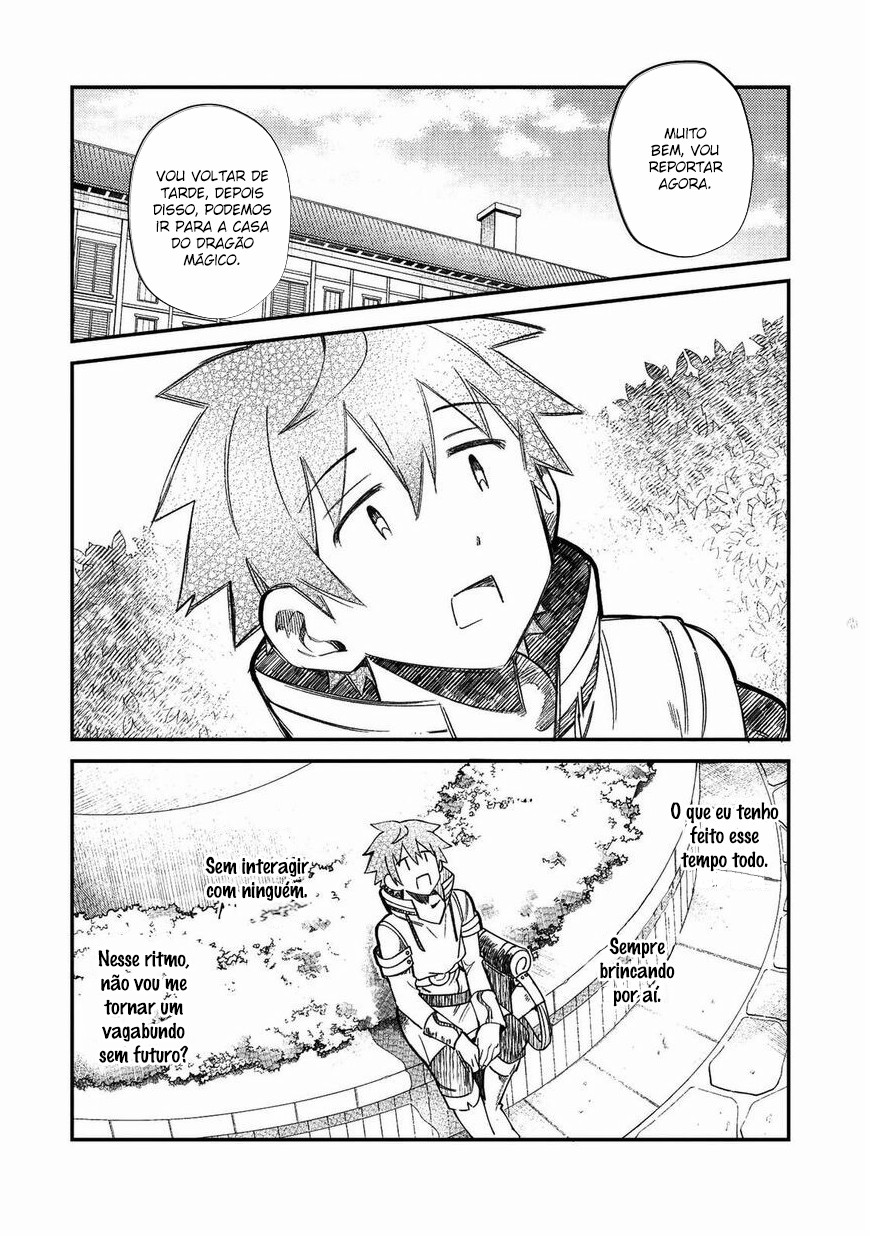 MUITO
BEM, VOU
REPORTAR
AGORA.
VOU VOLTAR DE
TARDE, DEPOIS
DISSO, PODEMOS
IR PARA A CASA
DO DRAGÃO
MÁGICO.
O que eu tenho
feito esse
tempo todo.
Sempre
brincando
por aí.
Sem interagir
com ninguém.
Nesse ritmo,
não vou me
tornar um
vagabundo
sem futuro?